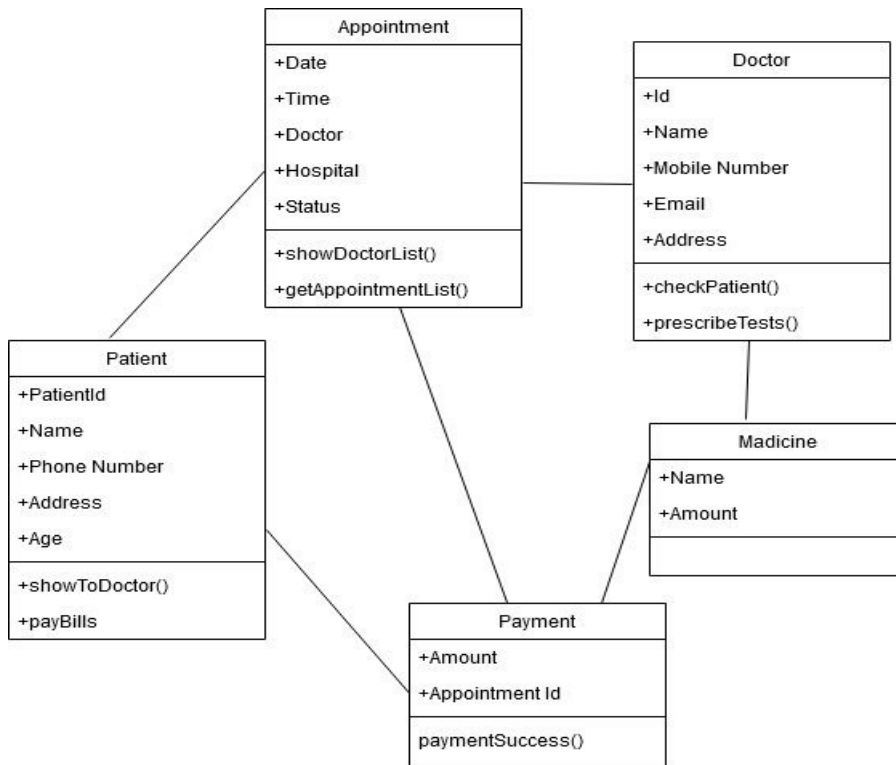 Appointment
+Date
+Time
+Doctor
+Hospital
+Status
+showDoctorList()
+getAppointmentList()
Doctor
+Id
+Name
+Mobile Number
+Email
+Address
+checkPatient()
+prescribeTests()
Patient
+PatientId
+Name
+Phone Number
+Address
+Age
+showToDoctor()
+payBills
Madicine
+Name
+Amount
Payment
+Amount
+Appointment Id
paymentSuccess()